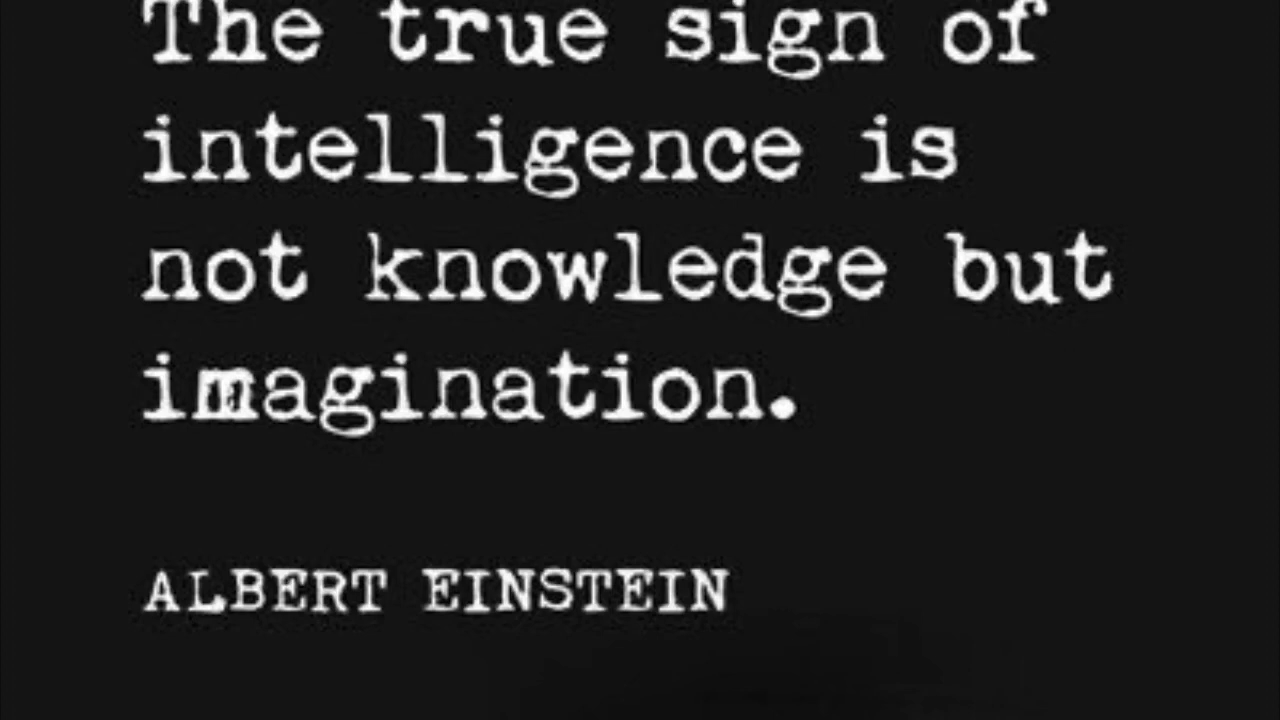 The true sign of
intelligence is
not knowledge but
imagination.
ALBERT EINSTEIN